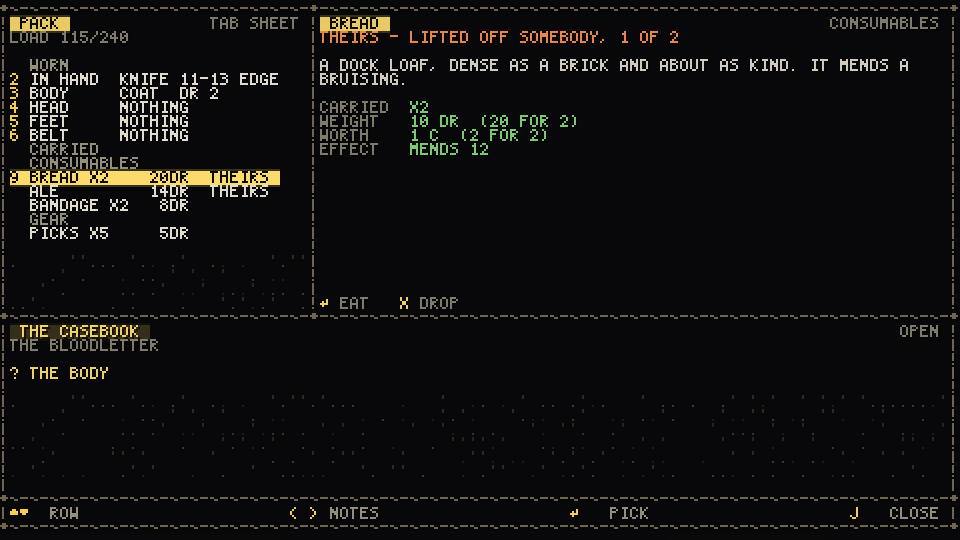 PACK TAB SHEET
LOAD 115/240
WORN
2 IN HAND KNIFE 11-13 EDGE
3 BODY COAT DR 2
4 HEAD NOTHING
5 FEET NOTHING
6 BELT NOTHING
CARRIED
CONSUMABLES
9 BREAD X2 20DR THEIRS
ALE 14DR THEIRS
BANDAGE X2 8DR
GEAR
PICKS X5 5DR
BREAD CONSUMABLES
THEIRS - LIFTED OFF SOMEBODY, 1 OF 2
A DOCK LOAF, DENSE AS A BRICK AND ABOUT AS KIND. IT MENDS A
BRUISING.
CARRIED X2
WEIGHT 10 DR (20 FOR 2)
WORTH 1 C (2 FOR 2)
EFFECT MENDS 12
↵ EAT X DROP
THE CASEBOOK OPEN
THE BLOODLETTER
? THE BODY
ROW < > NOTES ↵ PICK J CLOSE